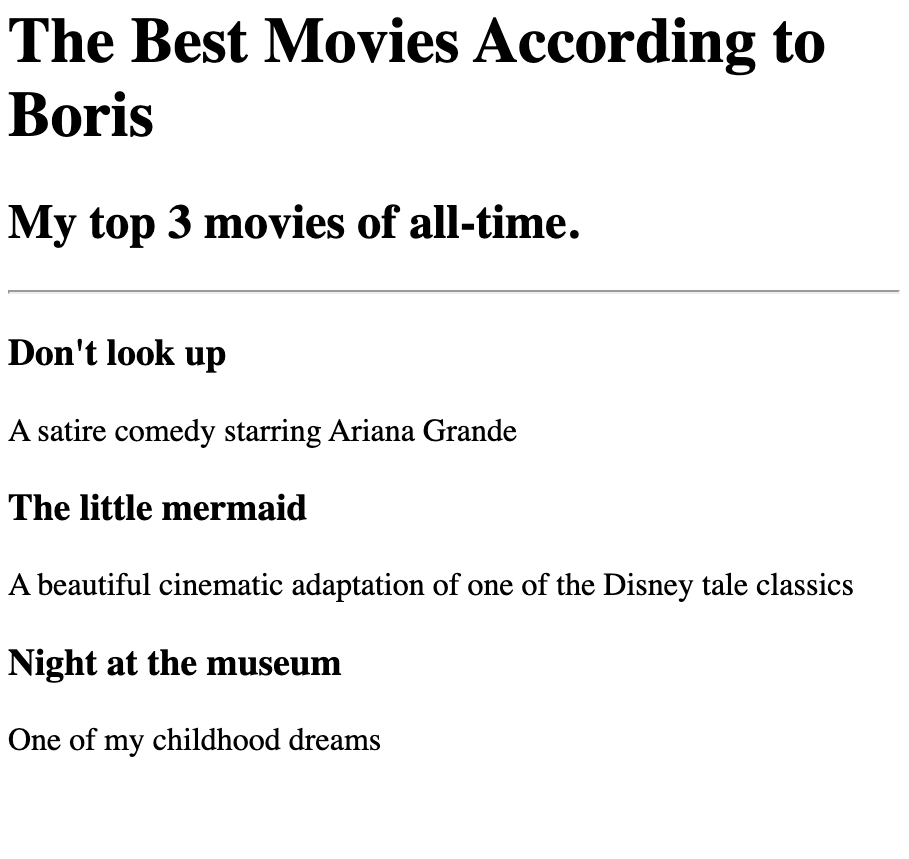 The Best Movies According to
Boris
My top 3 movies of all-time.
Don't look up
A satire comedy starring Ariana Grande
The little mermaid
A beautiful cinematic adaptation of one of the Disney tale classics
Night at the museum
One of my childhood dreams